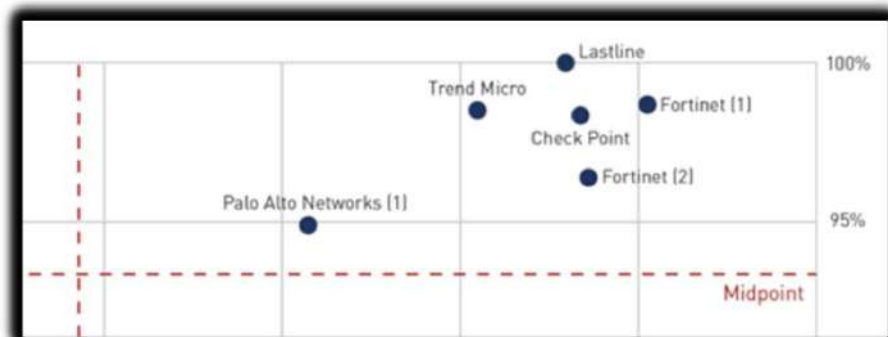 Lastline
100%
Trend Micro
Fortinet (1)
Check Point
Fortinet (2)
Palo Alto Networks (1)
95%
Midpoint